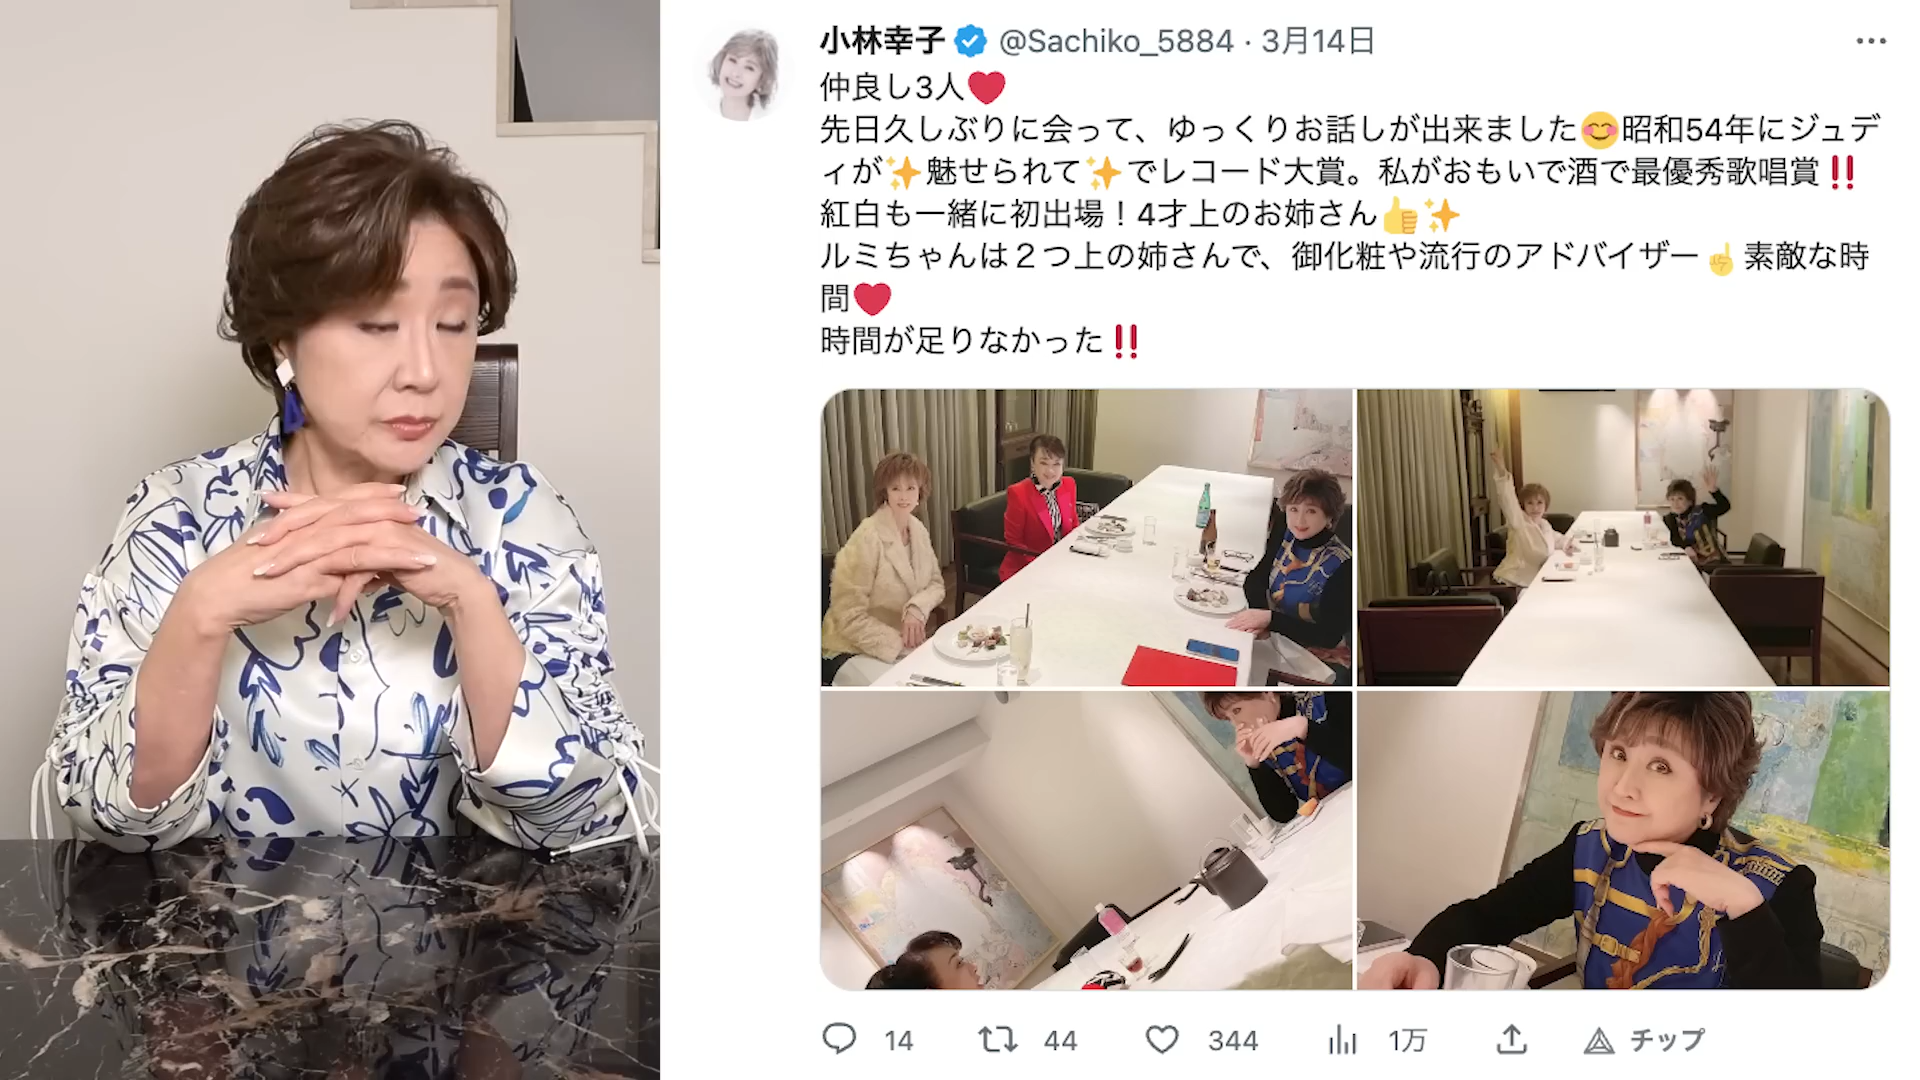 小林幸子 @Sachiko_5884 · 3月14日
仲良し3人❤️
先日久しぶりに会って、ゆっくりお話しが出来ました😊昭和54年にジュデ
ィが✨魅せられて✨でレコード大賞。私がおもいで酒で最優秀歌唱賞‼️
紅白も一緒に初出場！4才上のお姉さん👍✨
ルミちゃんは２つ上の姉さんで、御化粧や流行のアドバイザー☝️素敵な時
間❤️
時間が足りなかった‼️
14 44 344 1万 チップ